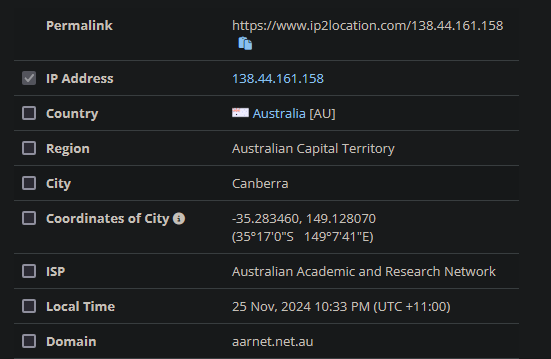 Permalink https://www.ip2location.com/138.44.161.158
IP Address 138.44.161.158
Country Australia [AU]
Region Australian Capital Territory
City Canberra
Coordinates of City -35.283460, 149.128070
(35°17'0"S 149°7'41"E)
ISP Australian Academic and Research Network
Local Time 25 Nov, 2024 10:33 PM (UTC +11:00)
Domain aarnet.net.au